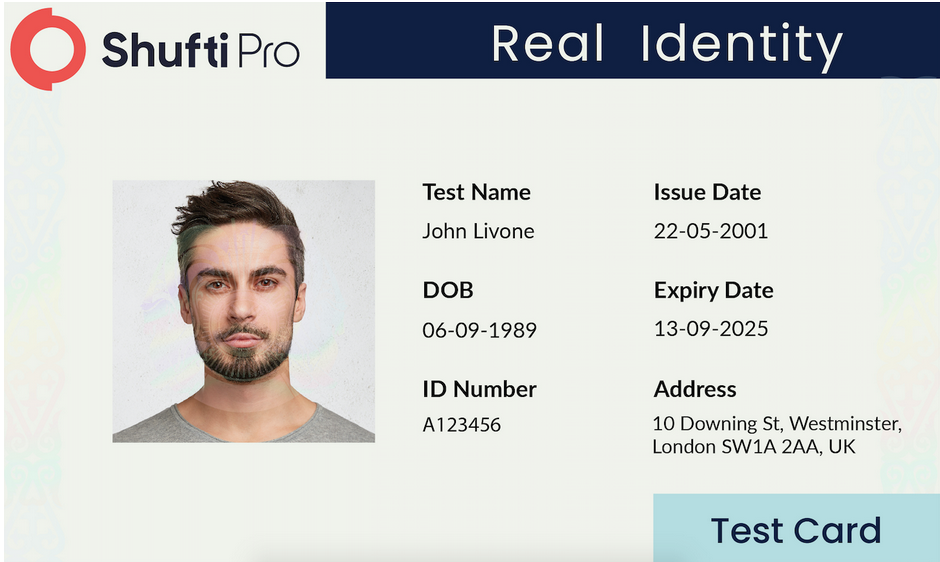 Shufti Pro
Real Identity
Test Name
John Livone
Issue Date
22-05-2001
DOB
06-09-1989
Expiry Date
13-09-2025
ID Number
A123456
Address
10 Downing St, Westminster,
London SW1A 2AA, UK
Test Card